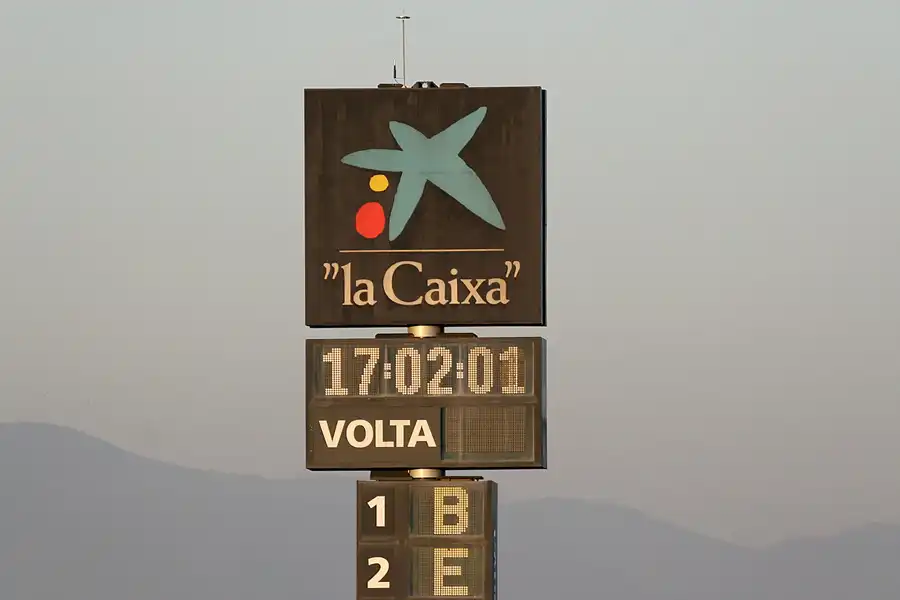 "la Caixa"
17:02:01
VOLTA
1 B
2 E